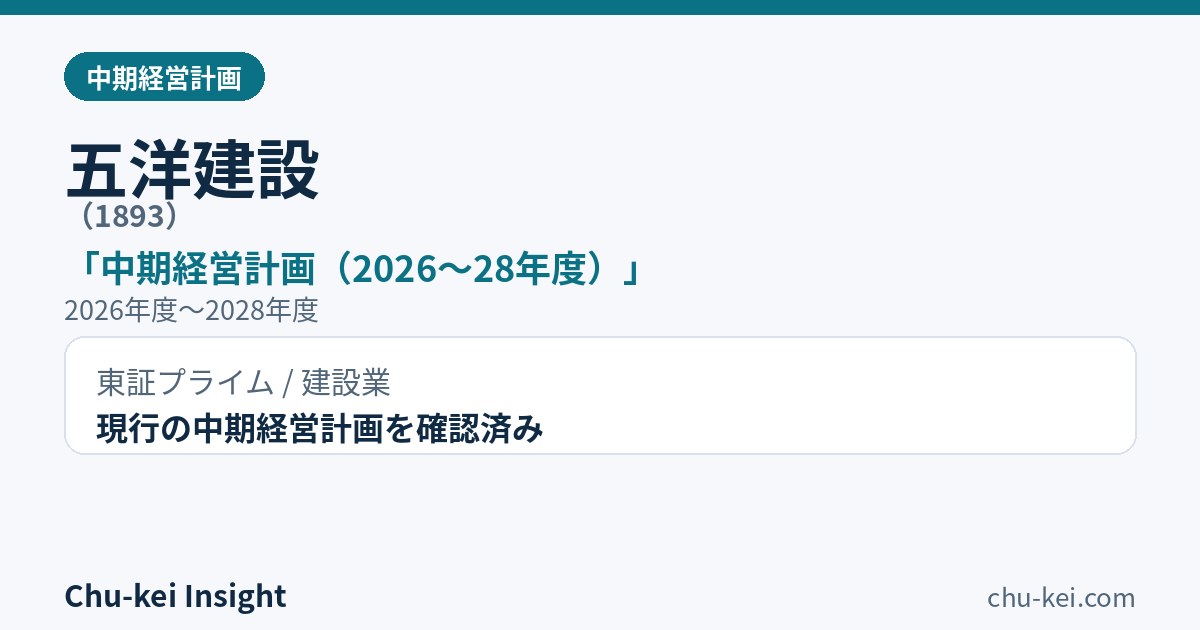 中期経営計画
五洋建設
（1893）
「中期経営計画（2026〜28年度）」
2026年度〜2028年度
東証プライム / 建設業
現行の中期経営計画を確認済み
Chu-kei Insight
chu-kei.com